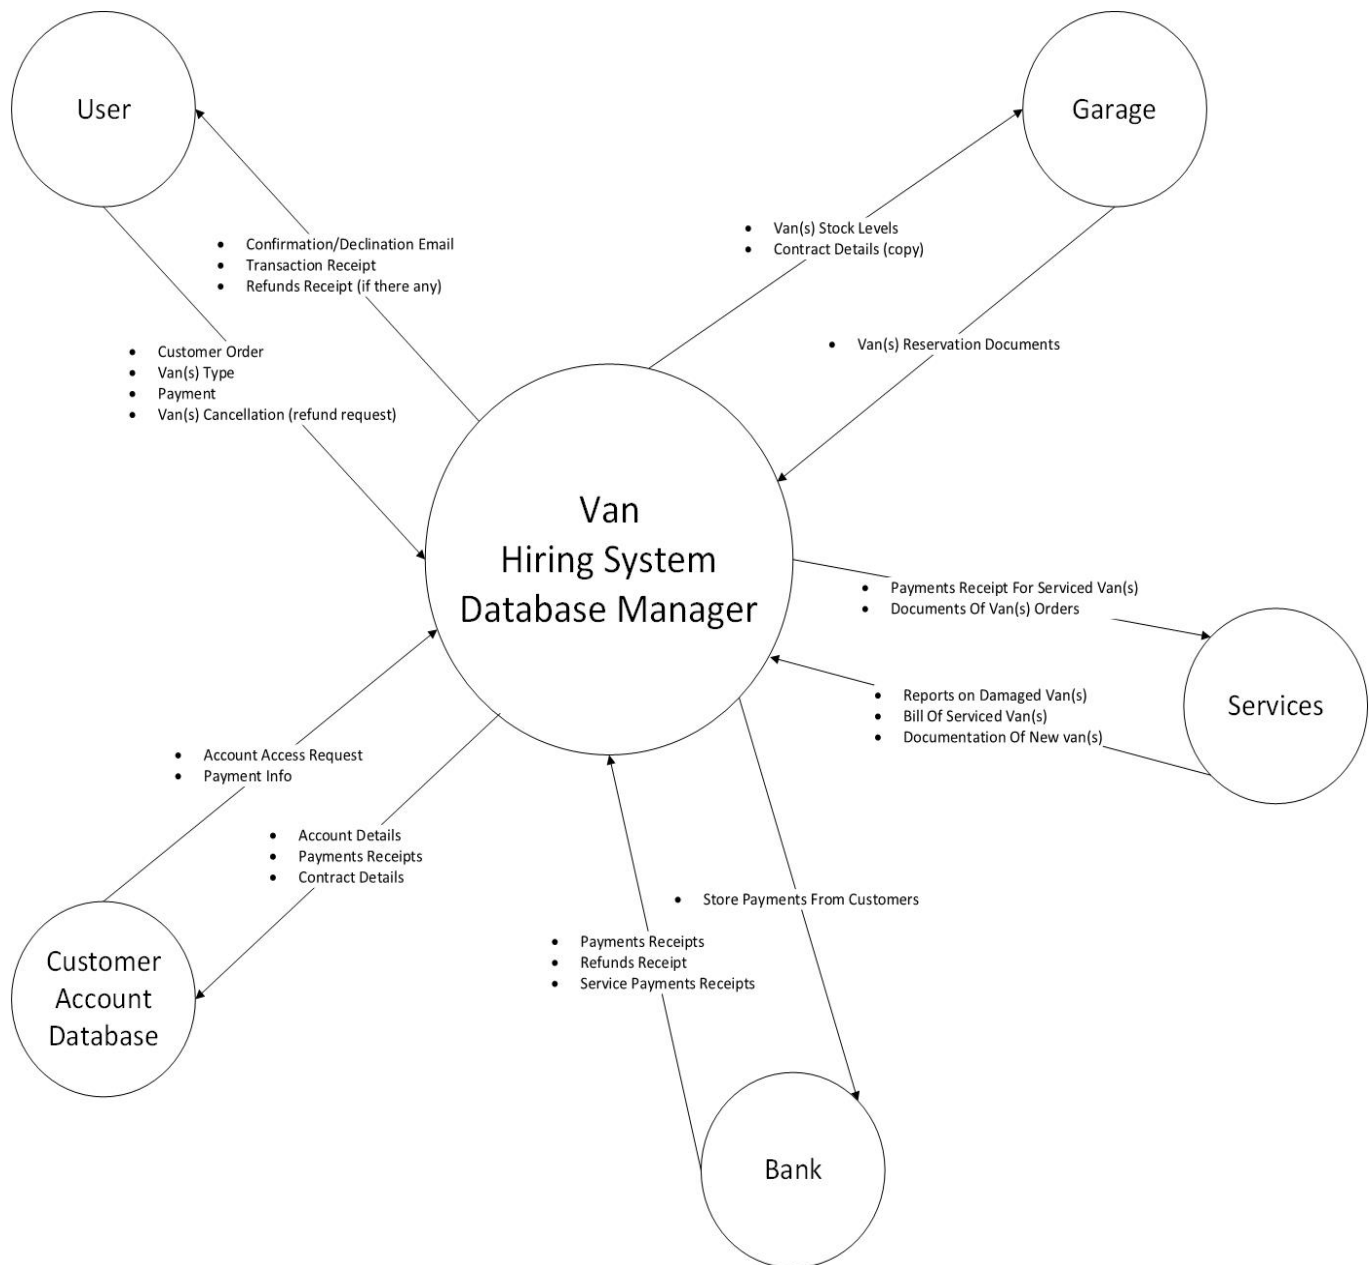 User
Garage
• Van(s) Stock Levels
• Contract Details (copy)
• Confirmation/Declination Email
• Transaction Receipt
• Refunds Receipt (if there any)
• Van(s) Reservation Documents
• Customer Order
• Van(s) Type
• Payment
• Van(s) Cancellation (refund request)
Van
Hiring System
Database Manager
• Payments Receipt For Serviced Van(s)
• Documents Of Van(s) Orders
• Reports on Damaged Van(s)
• Bill Of Serviced Van(s)
• Documentation Of New van(s)
Services
• Account Access Request
• Payment Info
• Account Details
• Payments Receipts
• Contract Details
• Store Payments From Customers
• Payments Receipts
• Refunds Receipt
• Service Payments Receipts
Customer
Account
Database
Bank